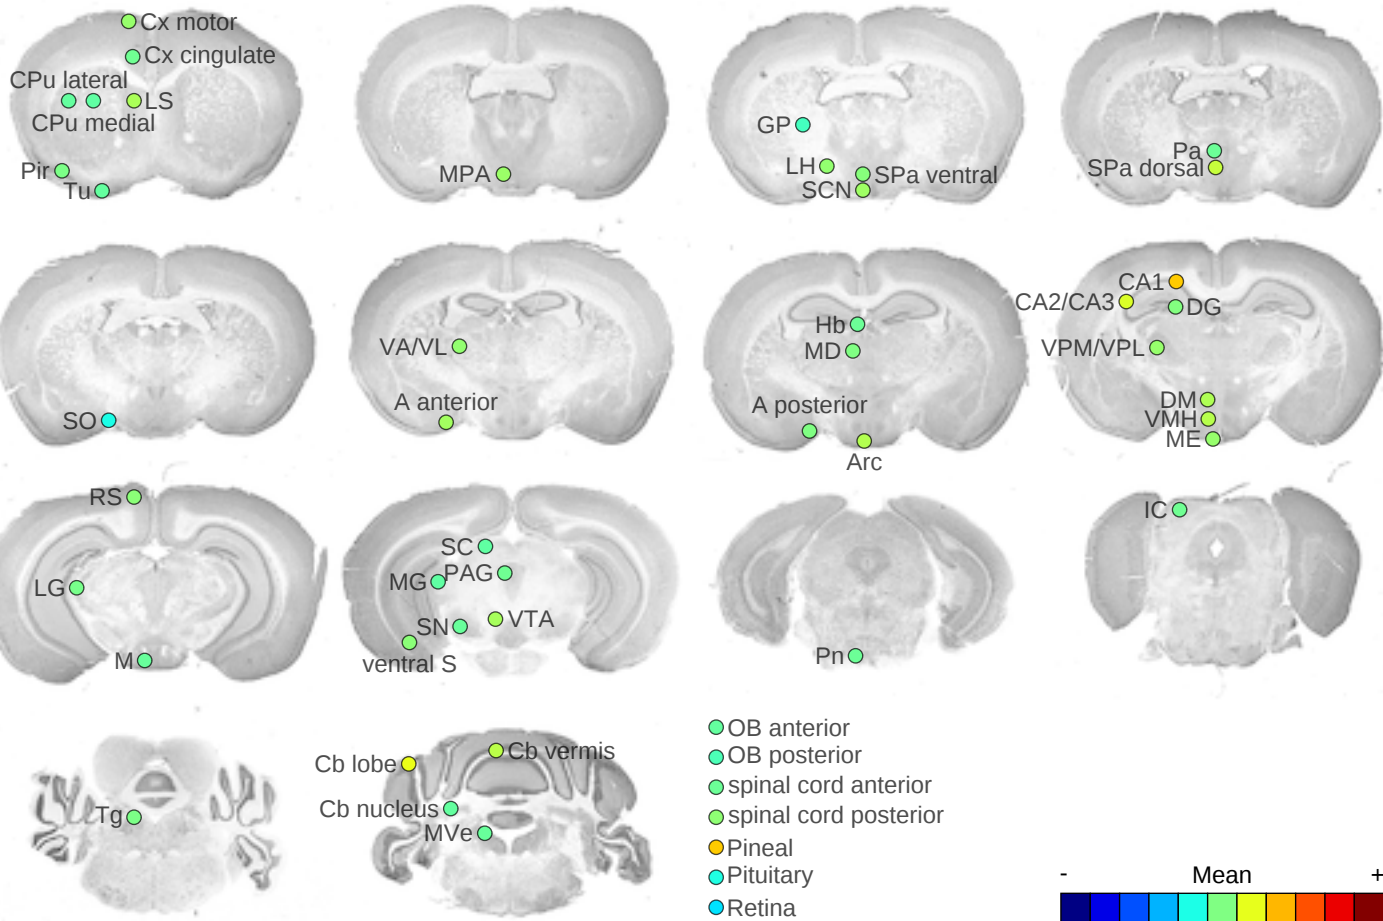 Cx motor
Cx cingulate
CPu lateral
LS
CPu medial
Pir
Tu
MPA
GP
LH
SPa ventral
SCN
Pa
SPa dorsal
SO
VA/VL
A anterior
Hb
MD
A posterior
Arc
CA1
CA2/CA3
DG
VPM/VPL
DM
VMH
ME
RS
LG
M
SC
MG
PAG
SN
VTA
ventral S
Pn
IC
Tg
Cb lobe
Cb vermis
Cb nucleus
MVe
OB anterior
OB posterior
spinal cord anterior
spinal cord posterior
Pineal
Pituitary
Retina
- Mean +